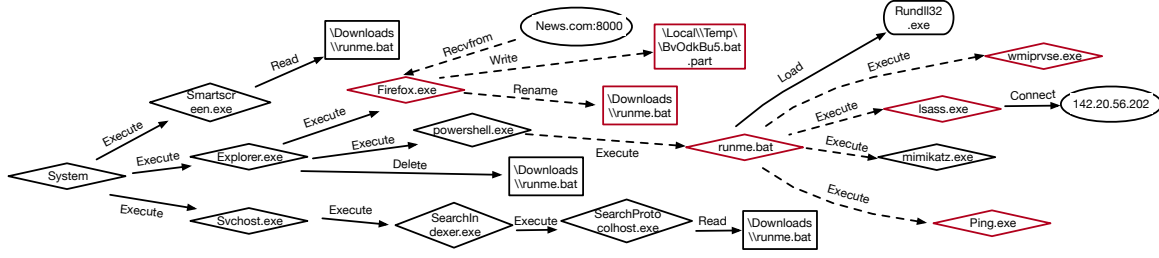 News.com:8000
Rundll32
.exe
\Downloads
\\runme.bat
Read
Recvfrom
Write
\Local\\Temp\
\BvOdkBu5.bat
.part
Load
Execute
wmiprvse.exe
Smartscr
een.exe
Firefox.exe
Rename
\Downloads
\\runme.bat
Execute
lsass.exe
Connect
142.20.56.202
Execute
Execute
powershell.exe
Execute
runme.bat
Execute
mimikatz.exe
System
Execute
Explorer.exe
Execute
Delete
\Downloads
\\runme.bat
Execute
Execute
Svchost.exe
Execute
SearchIn
dexer.exe
Execute
SearchProto
colhost.exe
Read
\Downloads
\\runme.bat
Ping.exe